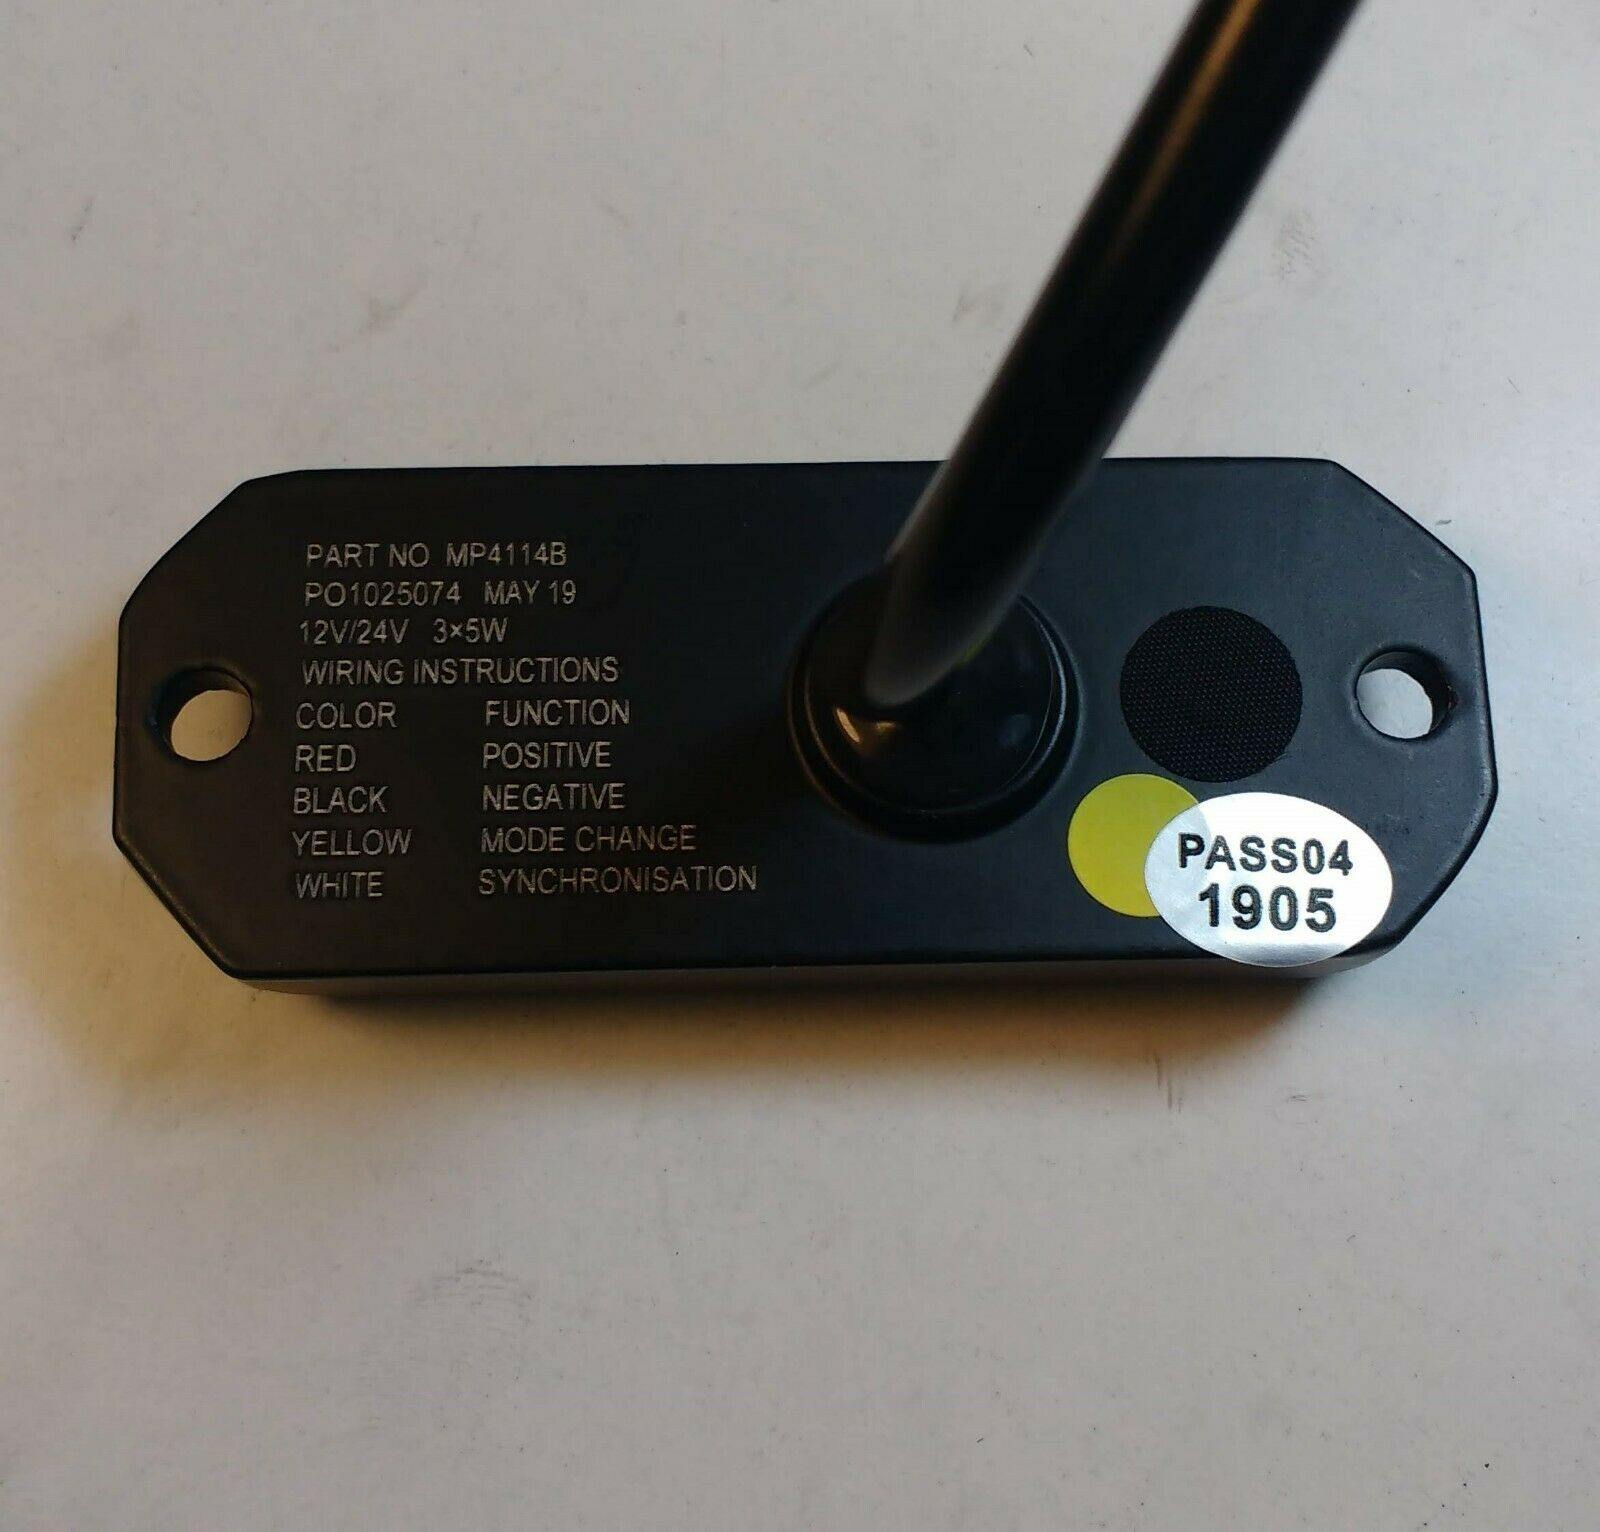 PART NO MP4114B
PO1025074 MAY 19
12V/24V 3×5W
WIRING INSTRUCTIONS
COLOR FUNCTION
RED POSITIVE
BLACK NEGATIVE
YELLOW MODE CHANGE
WHITE SYNCHRONISATION
PASS04
1905